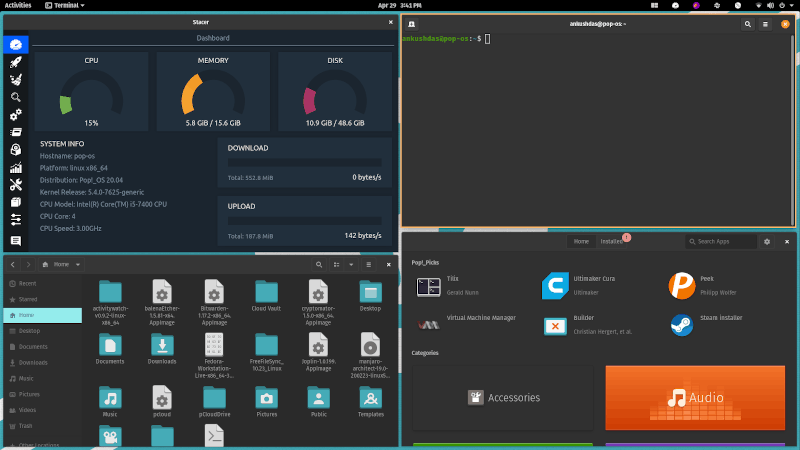 Activities
Terminal
Apr 29 3:41 PM
Stacer
Dashboard
CPU
15%
MEMORY
5.8 GiB / 15.6 GiB
DISK
10.9 GiB / 48.6 GiB
SYSTEM INFO
Hostname: pop-os
Platform: linux x86_64
Distribution: Pop!_OS 20.04
Kernel Release: 5.4.0-7625-generic
CPU Model: Intel(R) Core(TM) i5-7400 CPU
CPU Core: 4
CPU Speed: 3.00GHz
DOWNLOAD
Total: 552.8 MiB
0 bytes/s
UPLOAD
Total: 107.8 MiB
142 bytes/s
ankushdas@pop-os: ~
ankushdas@pop-os:~$
Home
Recent
Starred
Home
Desktop
Documents
Downloads
Music
Pictures
Videos
Trash
Other Locations
activitywatch
-v0.9.2-linux-
x86_64
balenaEtcher-
1.5.81-x64.
AppImage
Bitwarden-
1.17.2-x86_64.
AppImage
Cloud Vault
cryptomator-
1.5.0-x86_64.
AppImage
Desktop
Documents
Downloads
Fedora-
Workstation-
Live-x86_64-3...
FreeFileSync_
10.23_Linux
Joplin-1.0.199.
AppImage
manjaro-
architect-19.0-
200223-linux5...
Music
pcloud
pCloudDrive
Pictures
Public
Templates
Home
Installed
1
Search Apps
Pop!_Picks
Tilix
Gerald Nunn
Ultimaker Cura
Ultimaker
Peek
Philipp Wolfer
Virtual Machine Manager
Builder
Christian Hergert, et al.
Steam Installer
Categories
Accessories
Audio